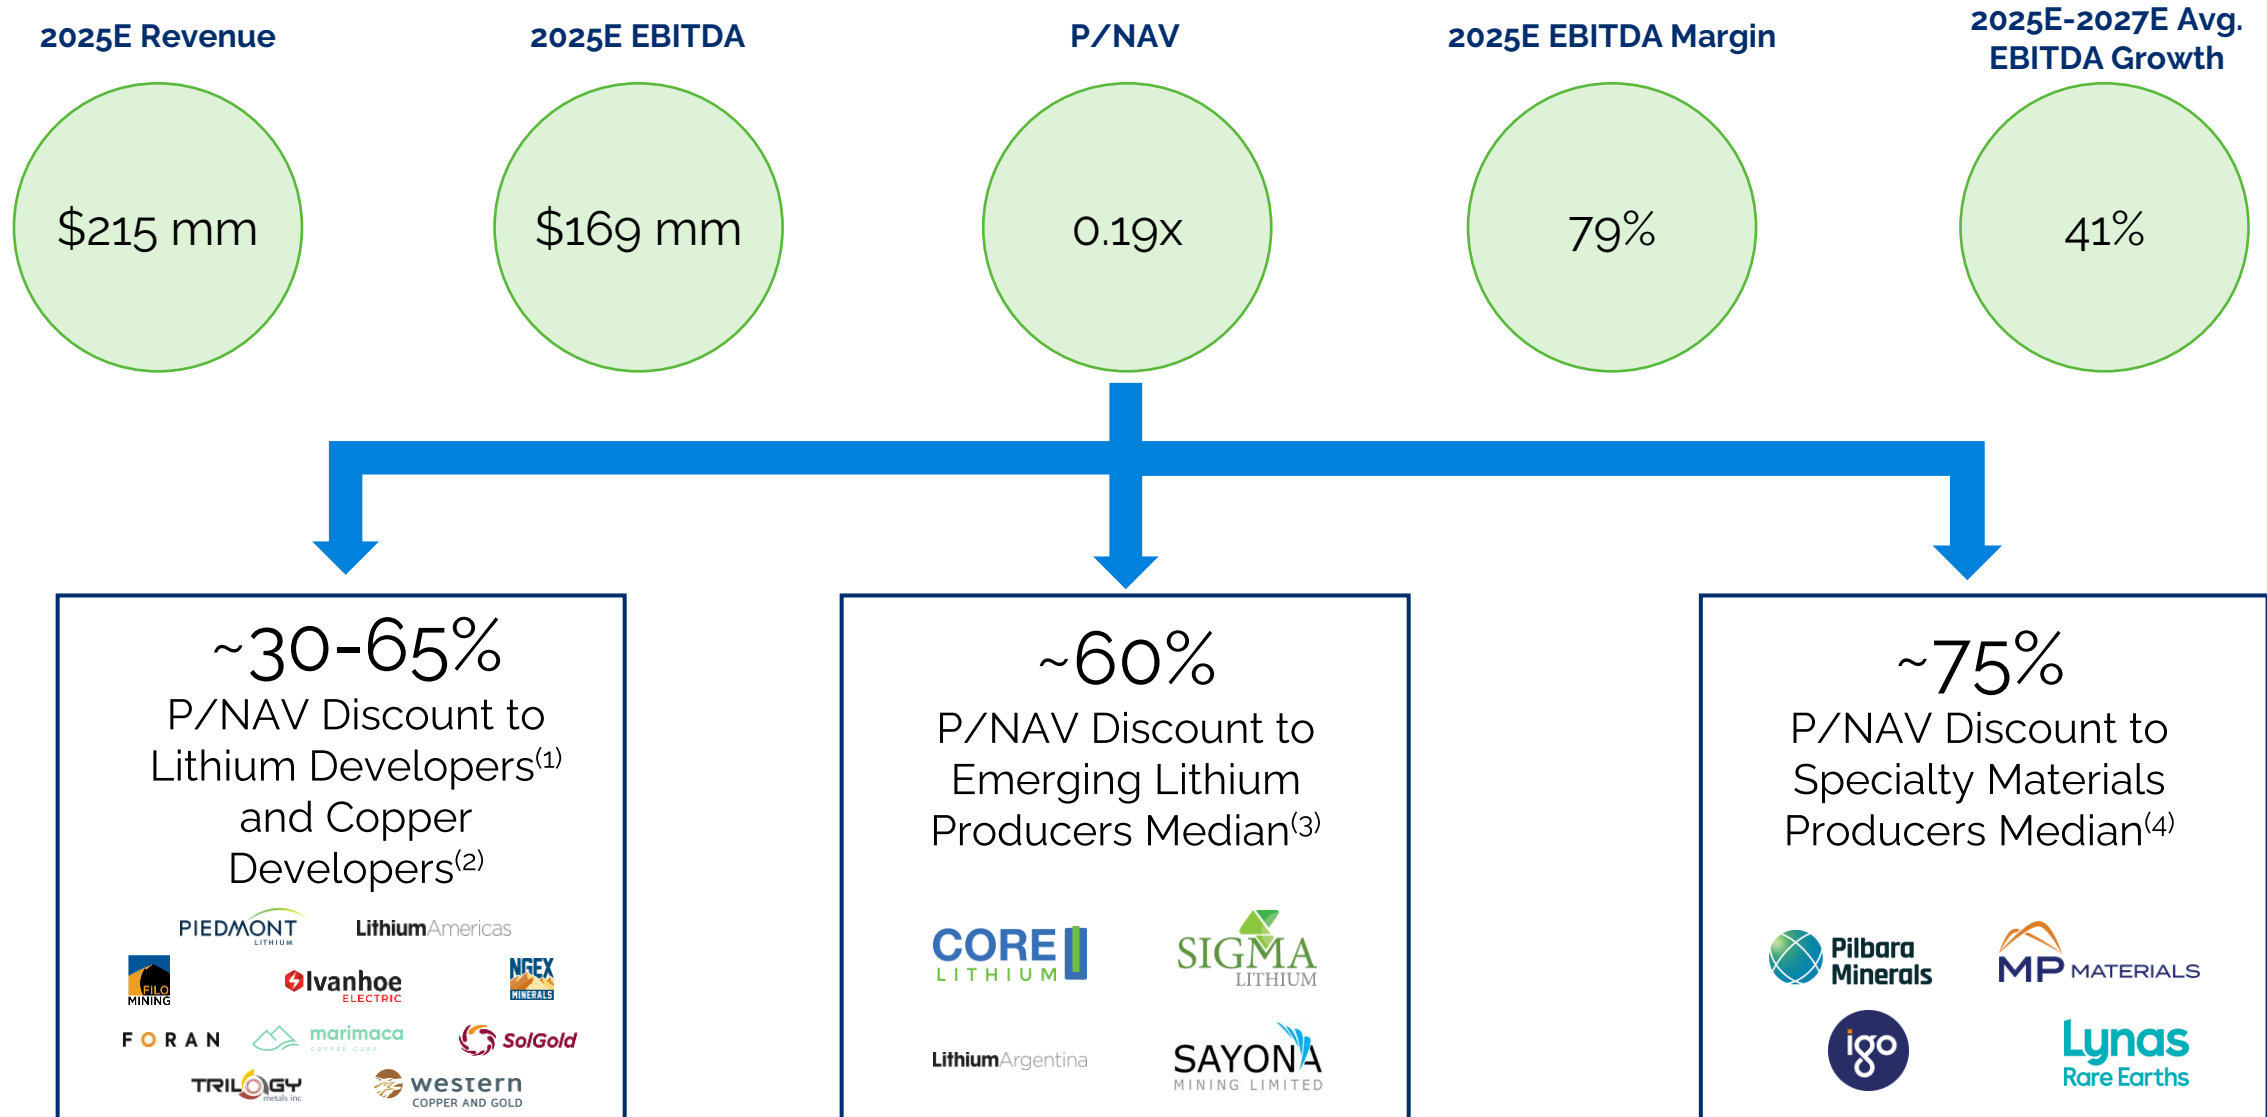 2025E Revenue
2025E EBITDA
P/NAV
2025E EBITDA Margin
2025E-2027E Avg.
EBITDA Growth
$215 mm
$169 mm
0.19x
79%
41%
~30-65%
P/NAV Discount to
Lithium Developers(1)
and Copper
Developers(2)
PIEDMONT
LITHIUM
LithiumAmericas
FILO
MINING
Ivanhoe
ELECTRIC
NGEX
MINERALS
FORAN
marimaca
COPPER CORP
SolGold
TRILOGY
metals inc
western
COPPER AND GOLD
~60%
P/NAV Discount to
Emerging Lithium
Producers Median(3)
CORE
LITHIUM
SIGMA
LITHIUM
LithiumArgentina
SAYONA
MINING LIMITED
~75%
P/NAV Discount to
Specialty Materials
Producers Median(4)
Pilbara
Minerals
MP MATERIALS
igo
Lynas
Rare Earths